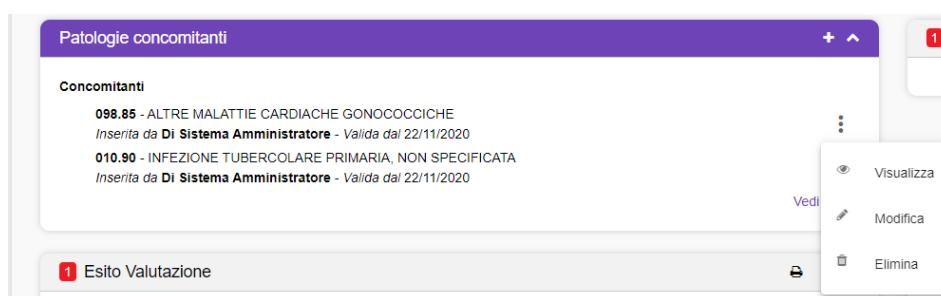 Patologie concomitanti
1
Concomitanti
098.85 - ALTRE MALATTIE CARDIACHE GONOCOCCICHE
Inserita da Di Sistema Amministratore - Valida dal 22/11/2020
010.90 - INFEZIONE TUBERCOLARE PRIMARIA, NON SPECIFICATA
Inserita da Di Sistema Amministratore - Valida dal 22/11/2020
Visualizza
Vedi
Modifica
1 Esito Valutazione
Elimina